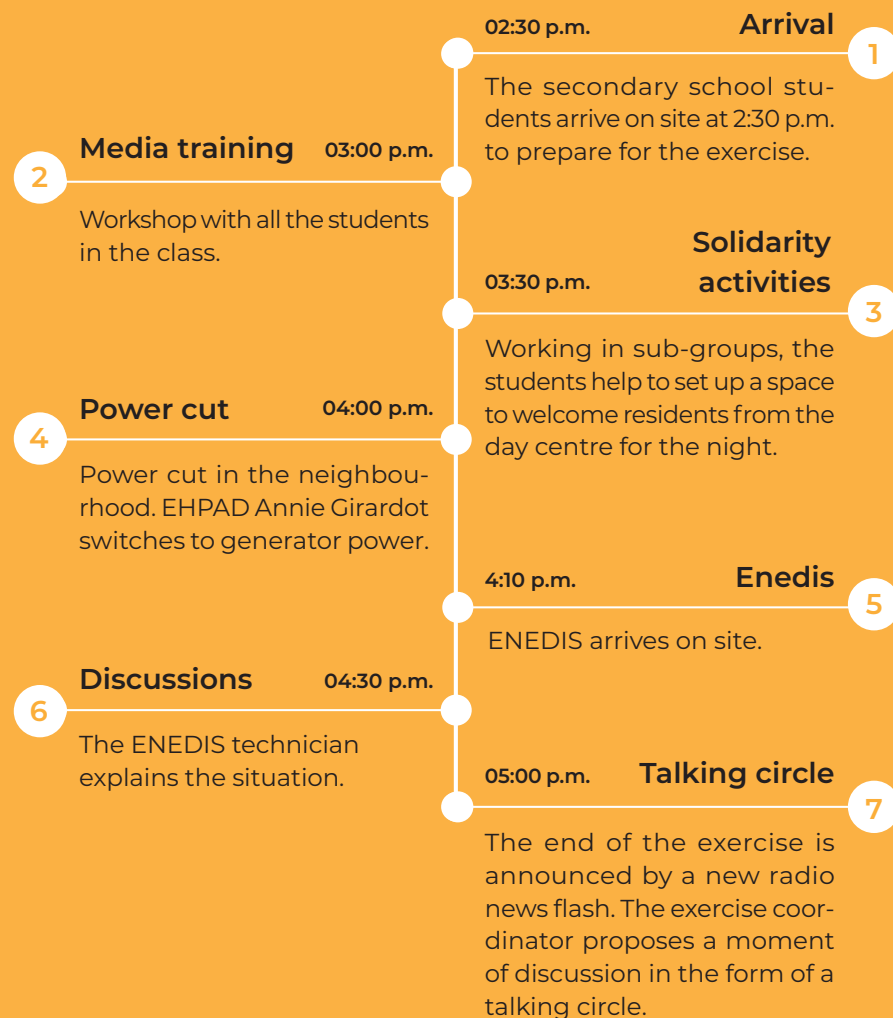 02:30 p.m. Arrival
1
The secondary school stu-
dents arrive on site at 2:30 p.m.
to prepare for the exercise.
Media training 03:00 p.m.
2
Workshop with all the students
in the class.
Solidarity
03:30 p.m. activities
3
Working in sub-groups, the
students help to set up a space
to welcome residents from the
day centre for the night.
Power cut 04:00 p.m.
4
Power cut in the neighbou-
rhood. EHPAD Annie Girardot
switches to generator power.
4:10 p.m. Enedis
5
ENEDIS arrives on site.
Discussions 04:30 p.m.
6
The ENEDIS technician
explains the situation.
05:00 p.m. Talking circle
7
The end of the exercise is
announced by a new radio
news flash. The exercise coor-
dinator proposes a moment
of discussion in the form of a
talking circle.